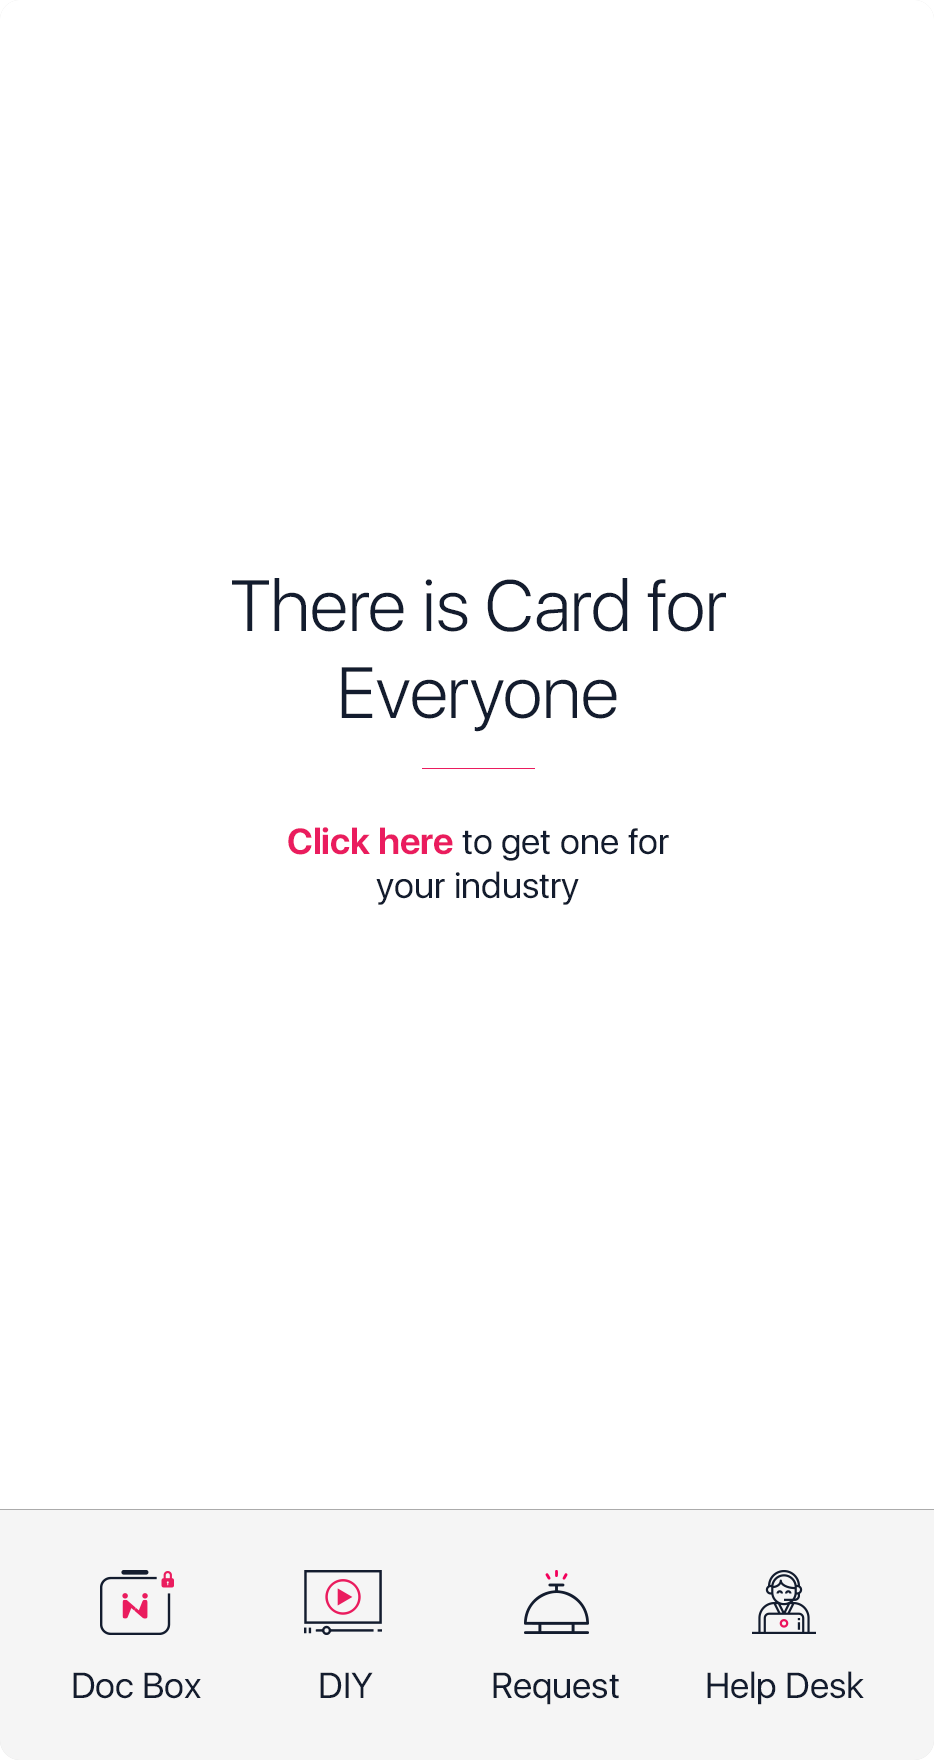 There is Card for
Everyone
Click here to get one for
your industry
Doc Box
DIY
Request
Help Desk